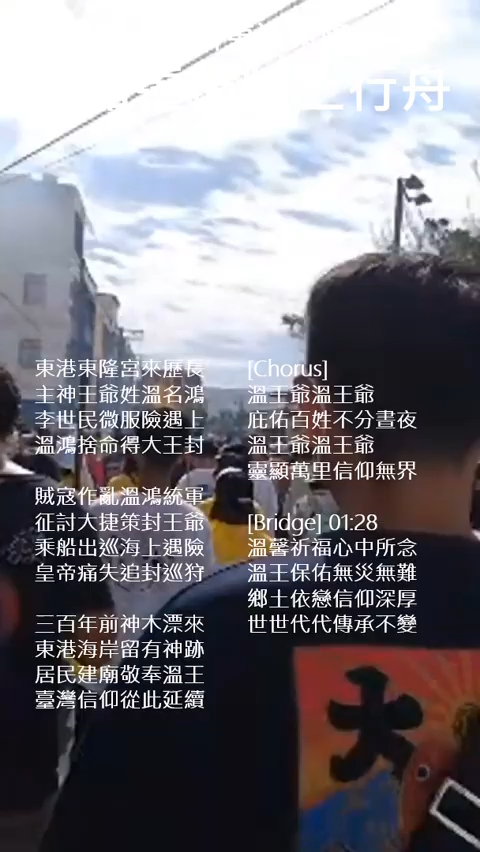 行舟
東港東隆宮來歷長
主神王爺姓溫名鴻
李世民微服險遇上
溫鴻捨命得大王封
賊寇作亂溫鴻統軍
征討大捷策封王爺
乘船出巡海上遇險
皇帝痛失追封巡狩
三百年前神木漂來
東港海岸留有神跡
居民建廟敬奉溫王
臺灣信仰從此延續
[Chorus]
溫王爺溫王爺
庇佑百姓不分晝夜
溫王爺溫王爺
靈顯萬里信仰無界
[Bridge] 01:28
溫馨祈福心中所念
溫王保佑無災無難
鄉土依戀信仰深厚
世世代代傳承不變
大